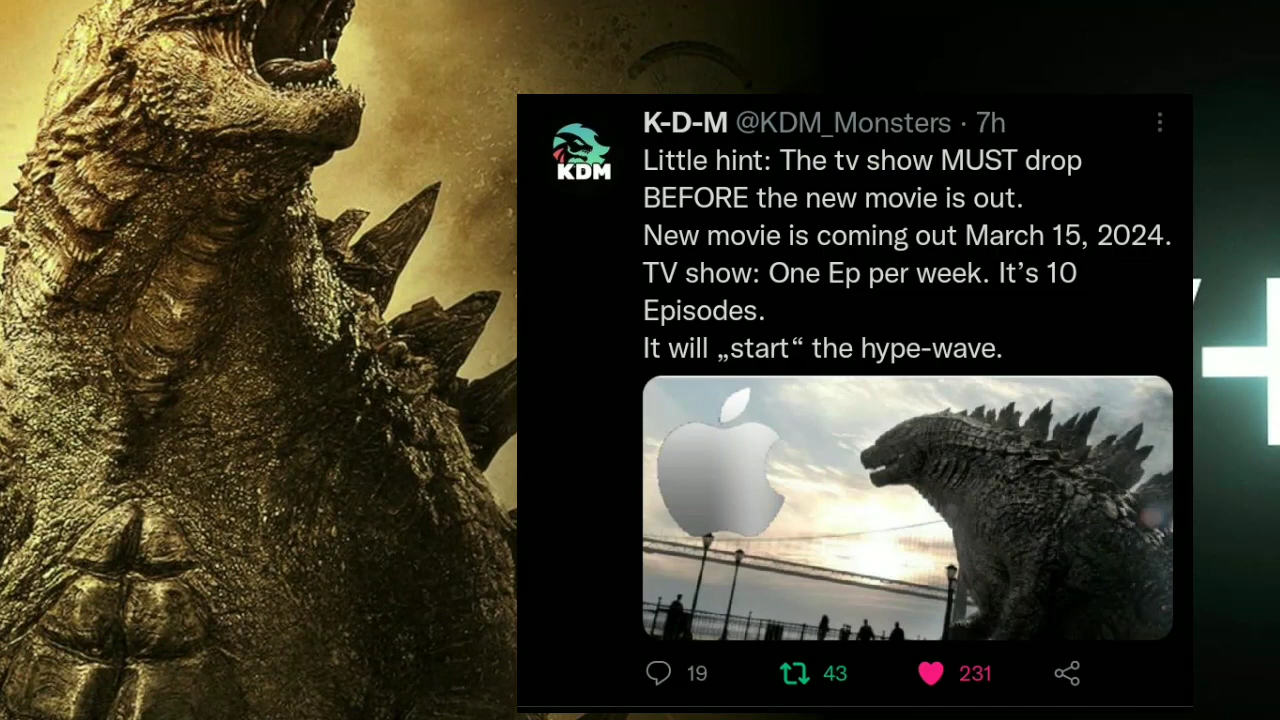 K-D-M @KDM_Monsters · 7h
Little hint: The tv show MUST drop
BEFORE the new movie is out.
New movie is coming out March 15, 2024.
TV show: One Ep per week. It’s 10
Episodes.
It will „start“ the hype-wave.
KDM
19 43 231